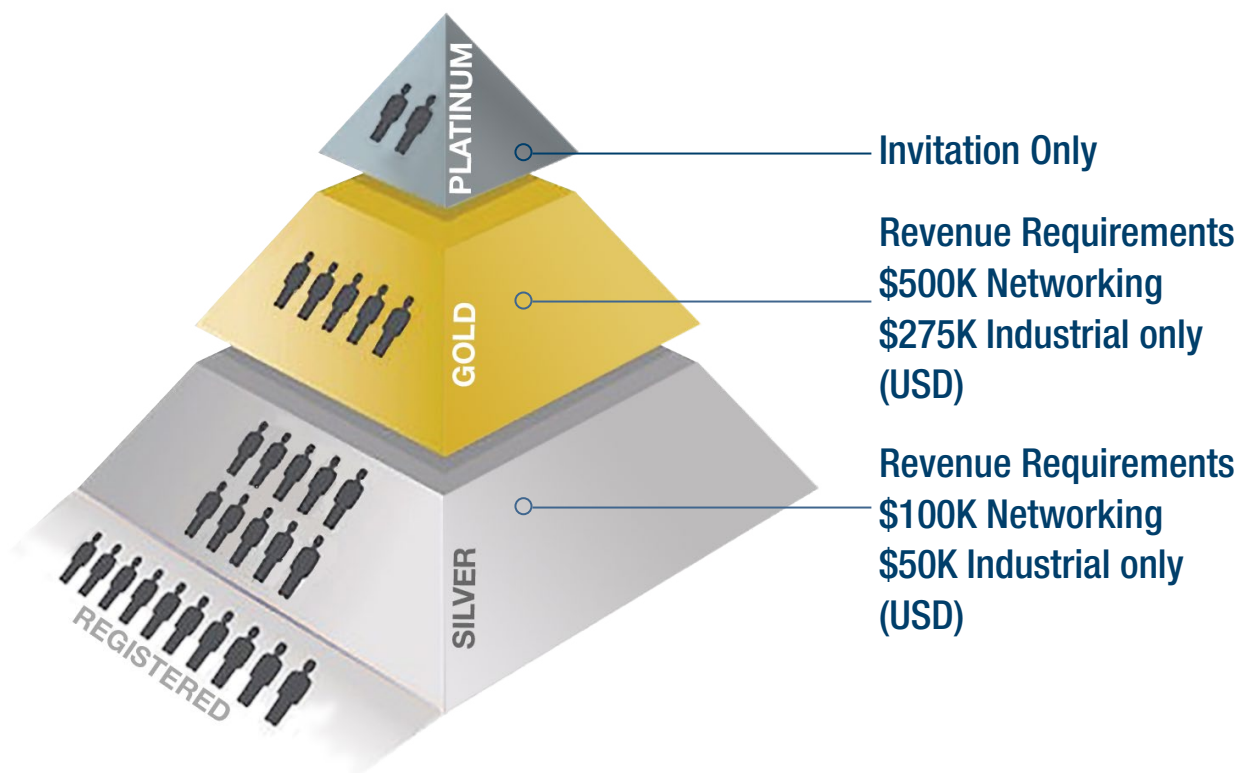 PLATINUM
Invitation Only
GOLD
Revenue Requirements
$500K Networking
$275K Industrial only
(USD)
SILVER
Revenue Requirements
$100K Networking
$50K Industrial only
(USD)
REGISTERED